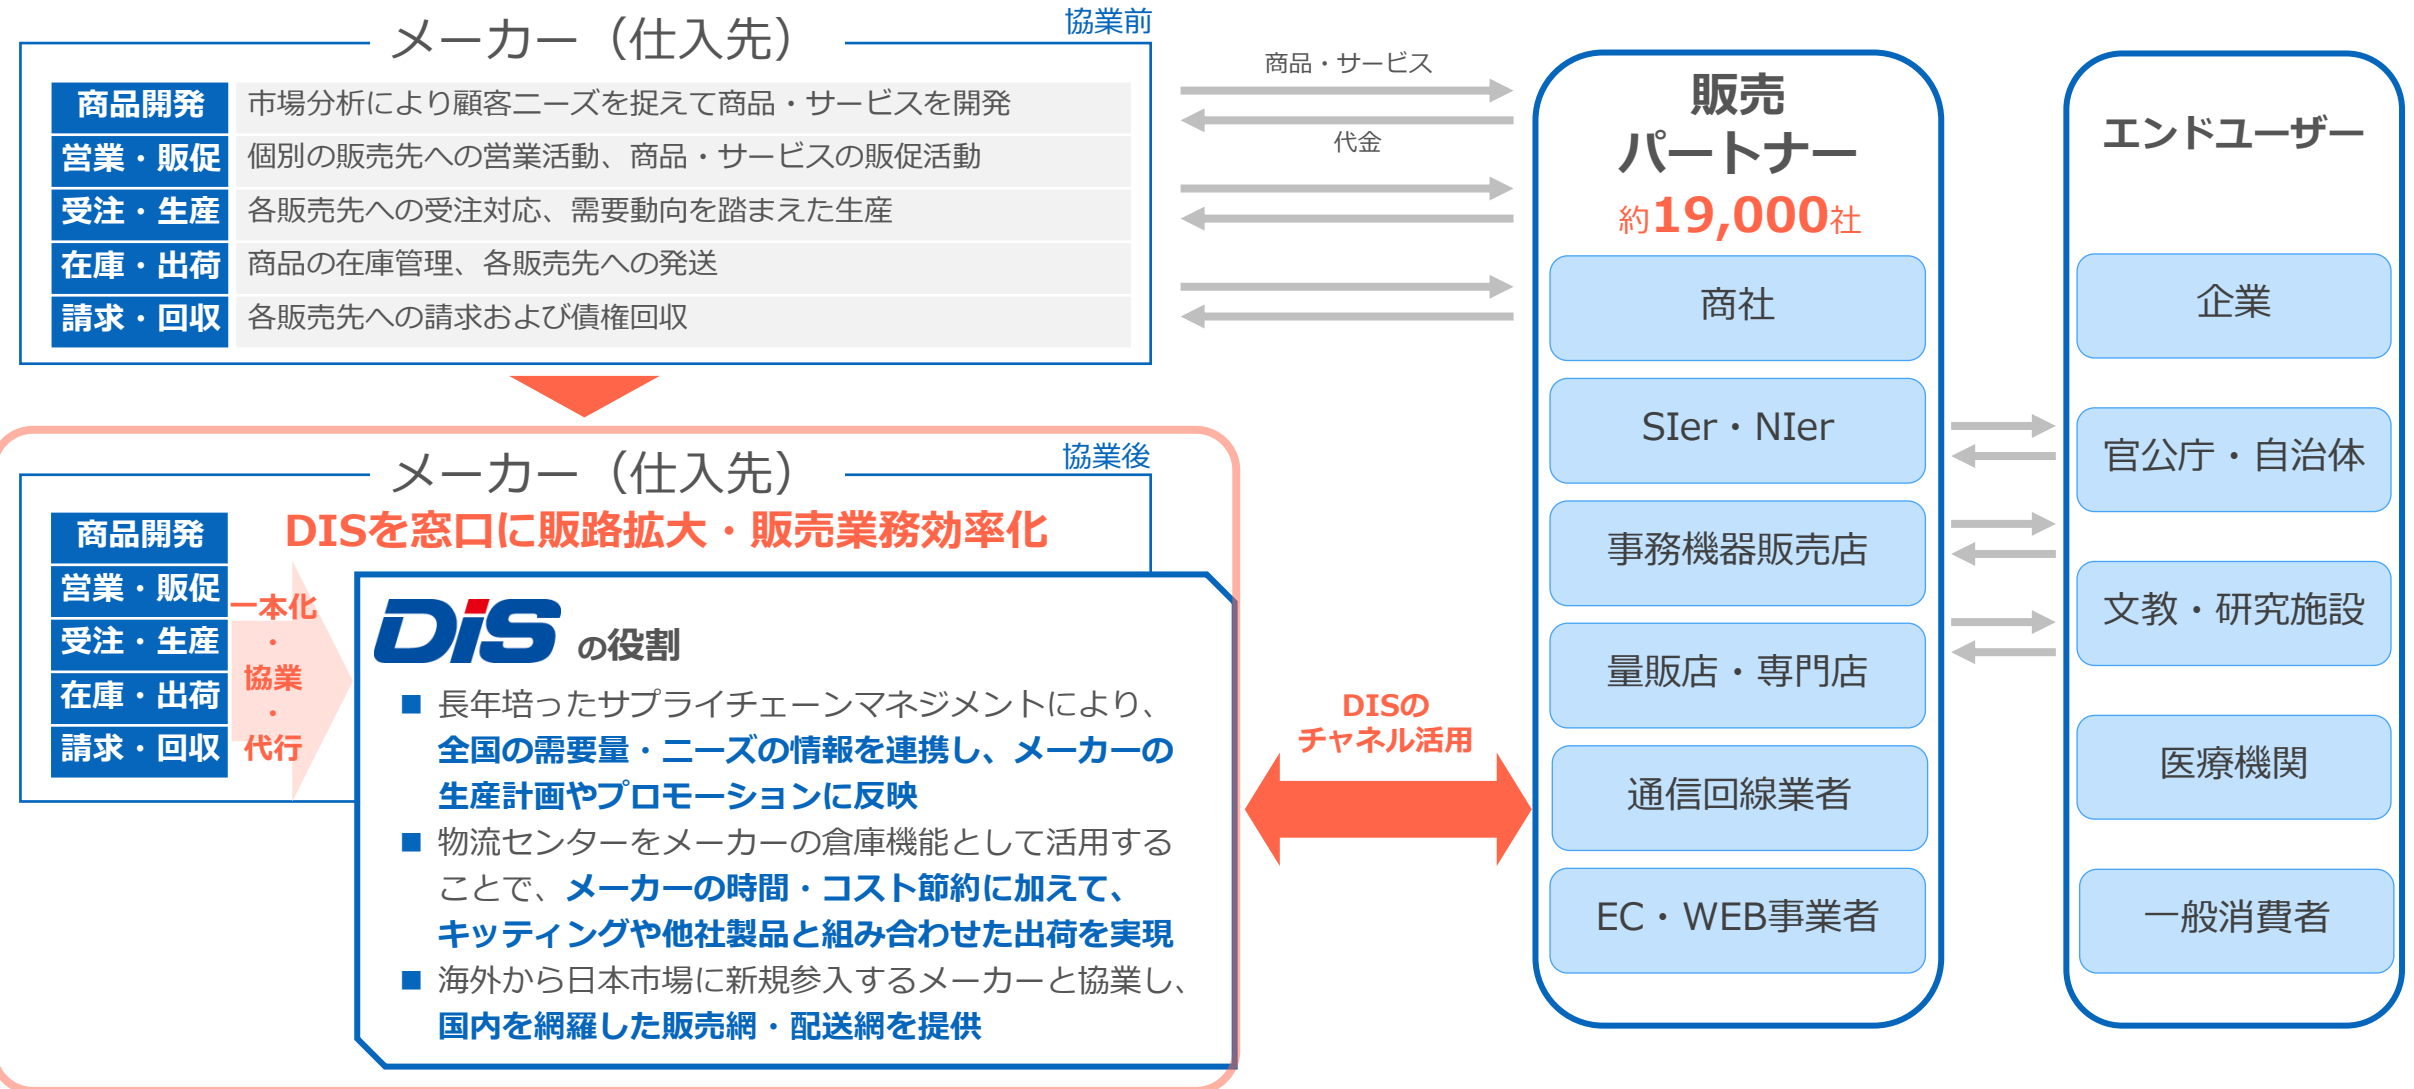 メーカー（仕入先）
協業前
商品開発
市場分析により顧客ニーズを捉えて商品・サービスを開発
営業・販促
個別の販売先への営業活動、商品・サービスの販促活動
受注・生産
各販売先への受注対応、需要動向を踏まえた生産
在庫・出荷
商品の在庫管理、各販売先への発送
請求・回収
各販売先への請求および債権回収
商品・サービス
代金
メーカー（仕入先）
協業後
DISを窓口に販路拡大・販売業務効率化
商品開発
営業・販促
受注・生産
在庫・出荷
請求・回収
一本化
・
協業
・
代行
DiS の役割
■ 長年培ったサプライチェーンマネジメントにより、
全国の需要量・ニーズの情報を連携し、メーカーの
生産計画やプロモーションに反映
■ 物流センターをメーカーの倉庫機能として活用する
ことで、メーカーの時間・コスト節約に加えて、
キッティングや他社製品と組み合わせた出荷を実現
■ 海外から日本市場に新規参入するメーカーと協業し、
国内を網羅した販売網・配送網を提供
DISの
チャネル活用
販売
パートナー
約19,000社
商社
SIer・NIer
事務機器販売店
量販店・専門店
通信回線業者
EC・WEB事業者
エンドユーザー
企業
官公庁・自治体
文教・研究施設
医療機関
一般消費者